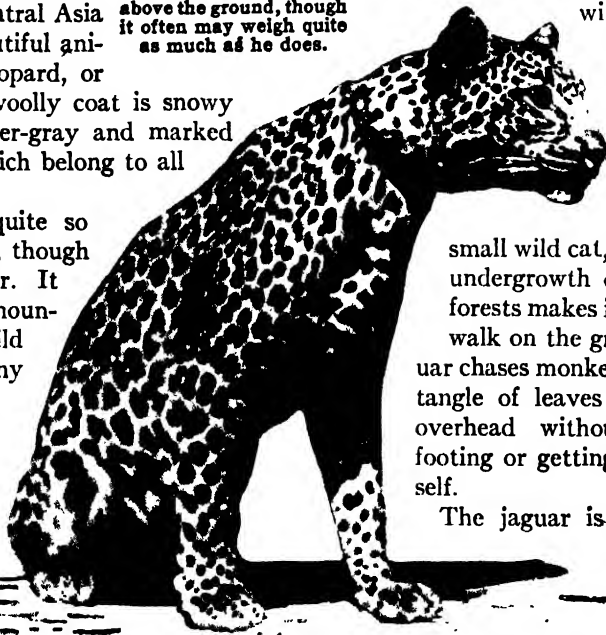 above the ground, though
it often may weigh quite
as much as he does.
ntral Asia
utiful ani-
opard, or
woolly coat is snowy
er-gray and marked
ich belong to all
quite so
though
r. It
noun-
ld
ny
wi
small wild cat,
undergrowth
forests makes
walk on the gr
uar chases monke
tangle of leaves
overhead withou
footing or getting
self.
The jaguar is